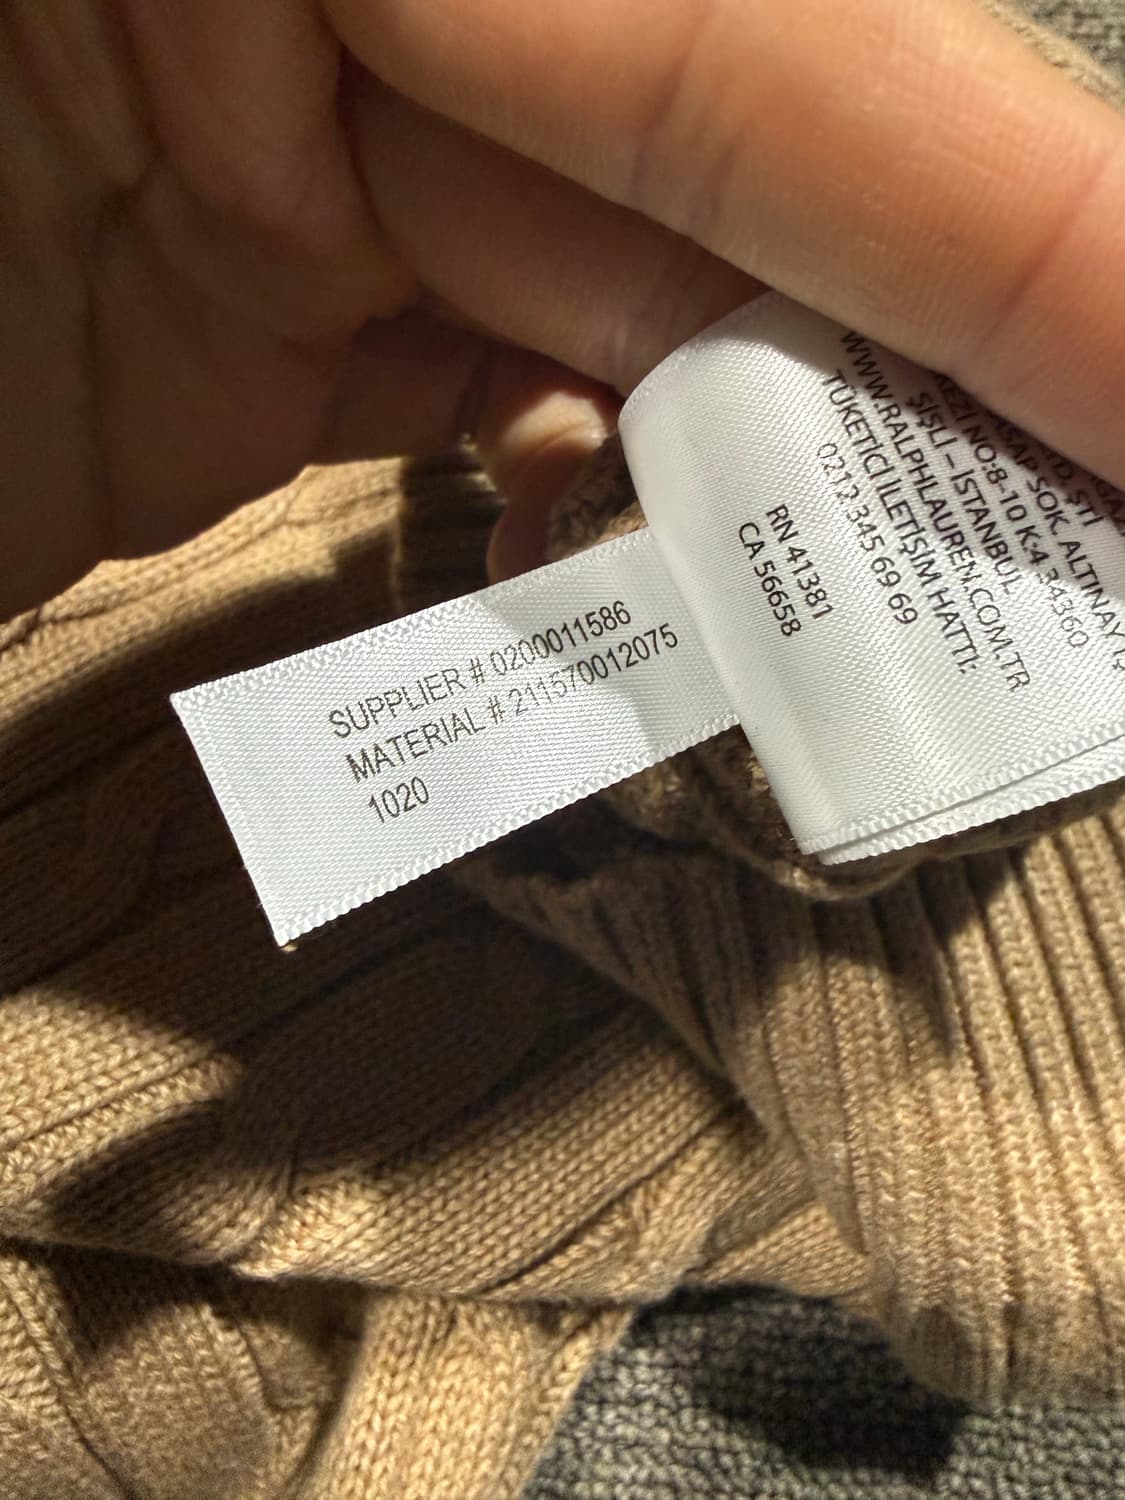 SUPPLIER # 0200011586
MATERIAL # 211570012075
1020
SOK. ALTINAY
NO:8-10 K:4 34360
ŞİŞLİ – İSTANBUL
WWW.RALPHLAUREN.COM.TR
TÜKETİCİ İLETİŞİM HATTI:
0212 345 69 69
RN 41381
CA 56658